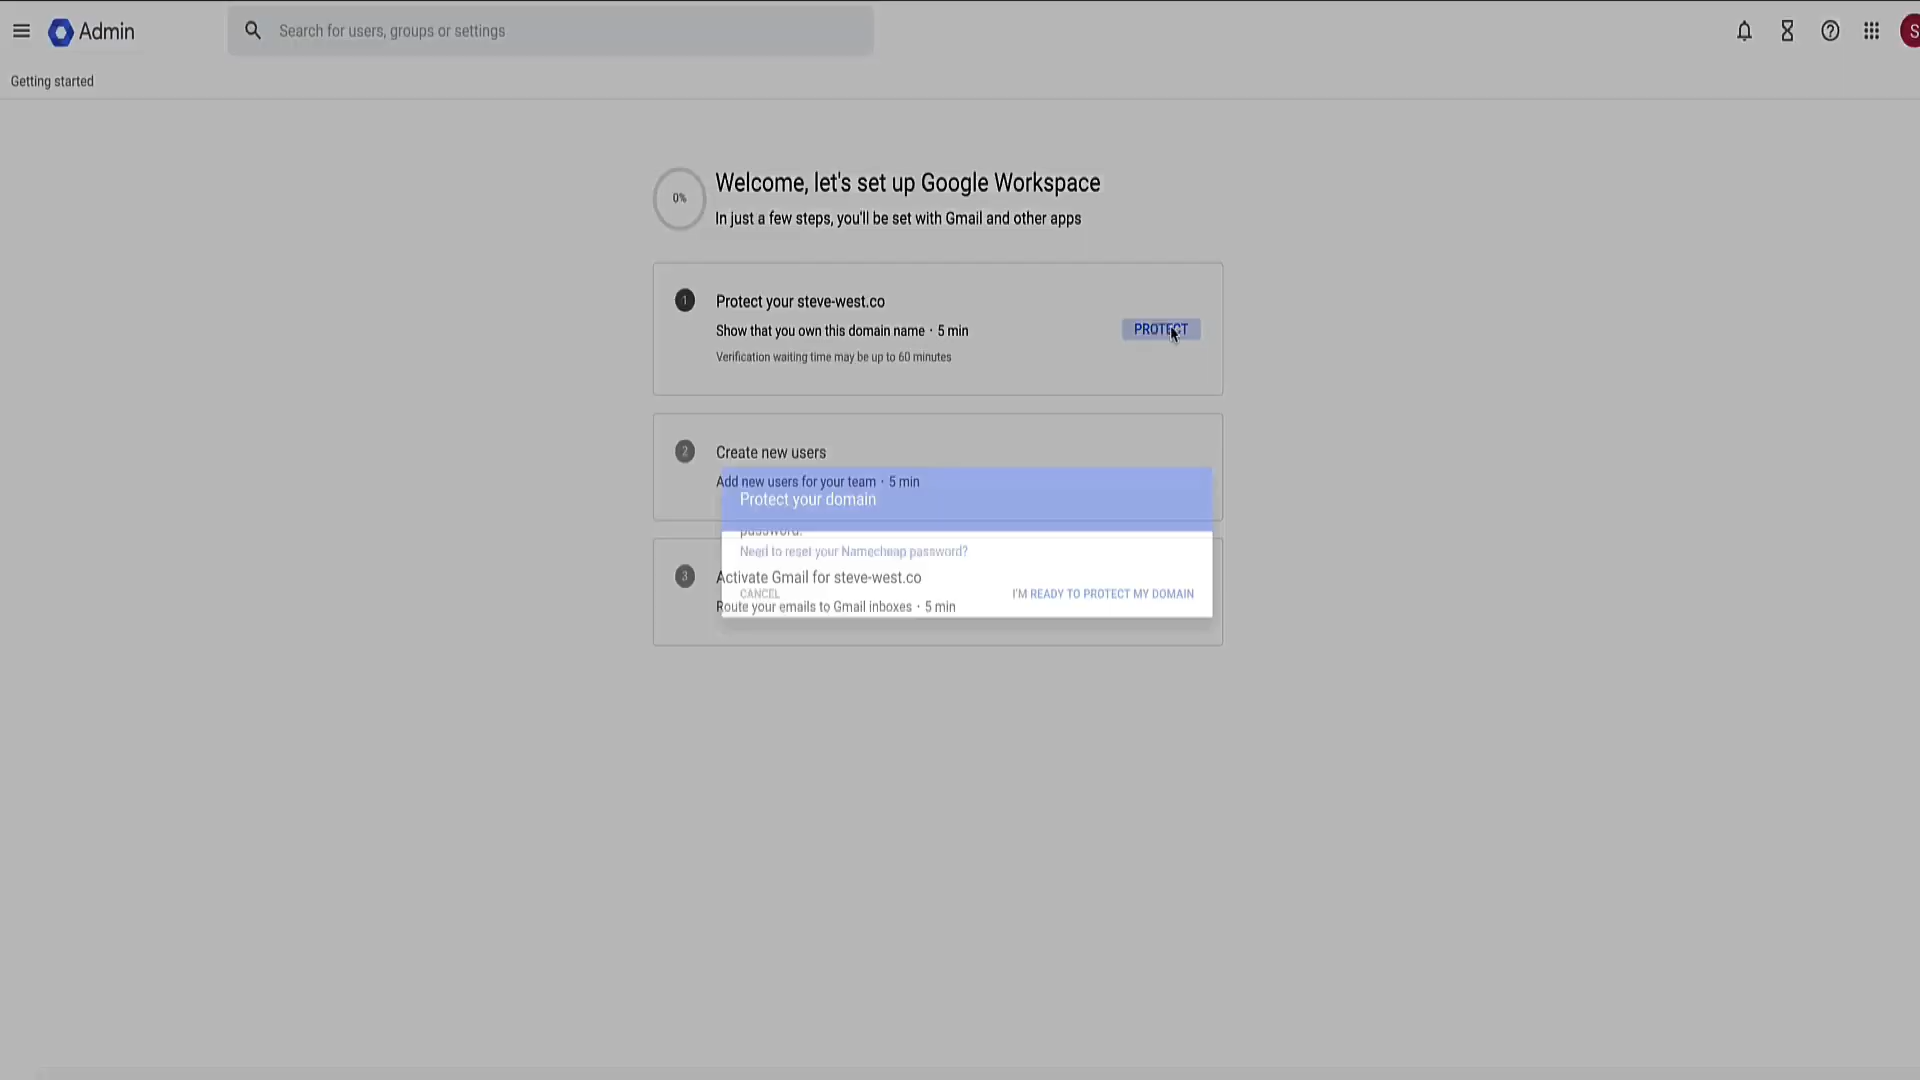 Admin
Search for users, groups or settings
S
Getting started
0%
Welcome, let's set up Google Workspace
In just a few steps, you'll be set with Gmail and other apps
1
Protect your steve-west.co
Show that you own this domain name · 5 min
PROTECT
Verification waiting time may be up to 60 minutes
2
Create new users
Add new users for your team · 5 min
Protect your domain
password.
Need to reset your Namecheap password?
3
Activate Gmail for steve-west.co
CANCEL
I'M READY TO PROTECT MY DOMAIN
Route your emails to Gmail inboxes · 5 min